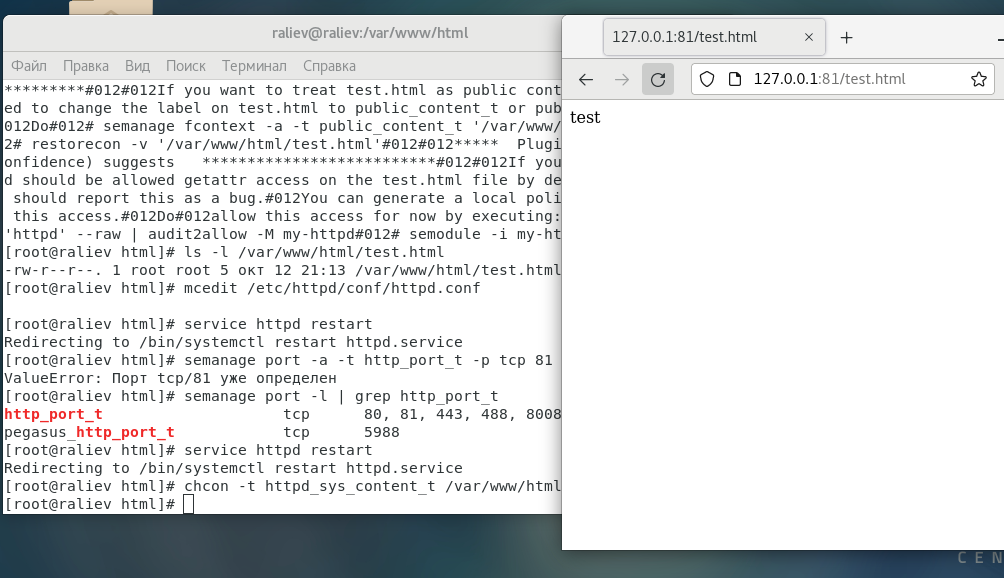 raliev@raliev:/var/www/html
Файл Правка Вид Поиск Терминал Справка
*********#012#012If you want to treat test.html as public cont
ed to change the label on test.html to public_content_t or pub
012Do#012# semanage fcontext -a -t public_content_t '/var/www/
2# restorecon -v '/var/www/html/test.html'#012#012***** Plugi
onfidence) suggests **************************#012#012If you
d should be allowed getattr access on the test.html file by de
should report this as a bug.#012You can generate a local poli
this access.#012Do#012allow this access for now by executing:
'httpd' --raw | audit2allow -M my-httpd#012# semodule -i my-ht
[root@raliev html]# ls -l /var/www/html/test.html
-rw-r--r--. 1 root root 5 окт 12 21:13 /var/www/html/test.html
[root@raliev html]# mcedit /etc/httpd/conf/httpd.conf
[root@raliev html]# service httpd restart
Redirecting to /bin/systemctl restart httpd.service
[root@raliev html]# semanage port -a -t http_port_t -p tcp 81
ValueError: Порт tcp/81 уже определен
[root@raliev html]# semanage port -l | grep http_port_t
http_port_t tcp 80, 81, 443, 488, 8008
pegasus_http_port_t tcp 5988
[root@raliev html]# service httpd restart
Redirecting to /bin/systemctl restart httpd.service
[root@raliev html]# chcon -t httpd_sys_content_t /var/www/html
[root@raliev html]#
127.0.0.1:81/test.html
127.0.0.1:81/test.html
test
CEN